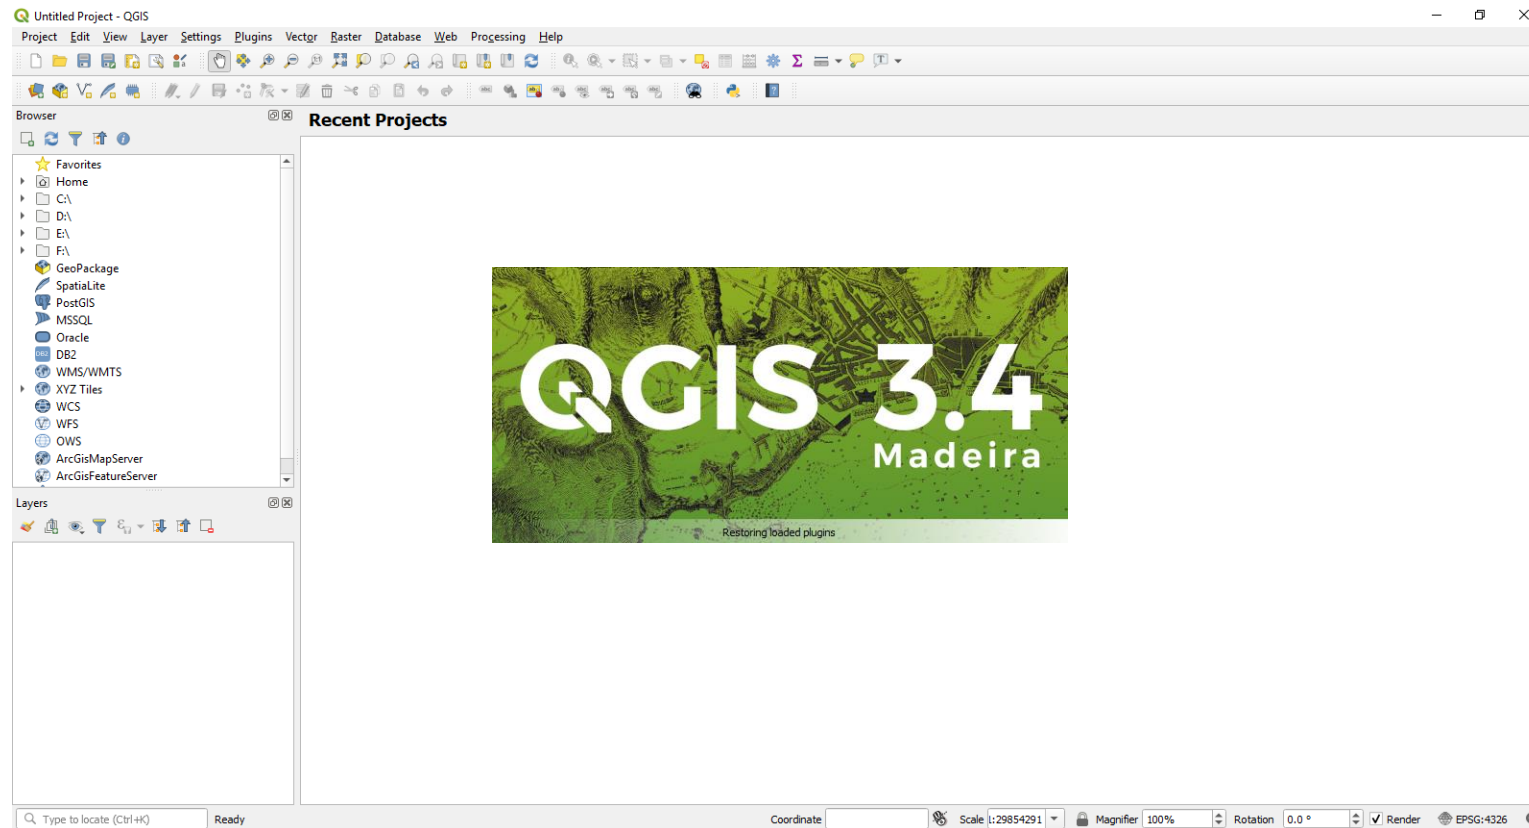 Untitled Project - QGIS
Project Edit View Layer Settings Plugins Vector Raster Database Web Processing Help
Browser
Recent Projects
Favorites
Home
C:\
D:\
E:\
F:\
GeoPackage
SpatiaLite
PostGIS
MSSQL
Oracle
DB2
WMS/WMTS
XYZ Tiles
WCS
WFS
OWS
ArcGisMapServer
ArcGisFeatureServer
QGIS 3.4
Madeira
Restoring loaded plugins
Layers
Type to locate (Ctrl+K) Ready Coordinate Scale 1:29854291 Magnifier 100% Rotation 0.0 ° Render EPSG:4326